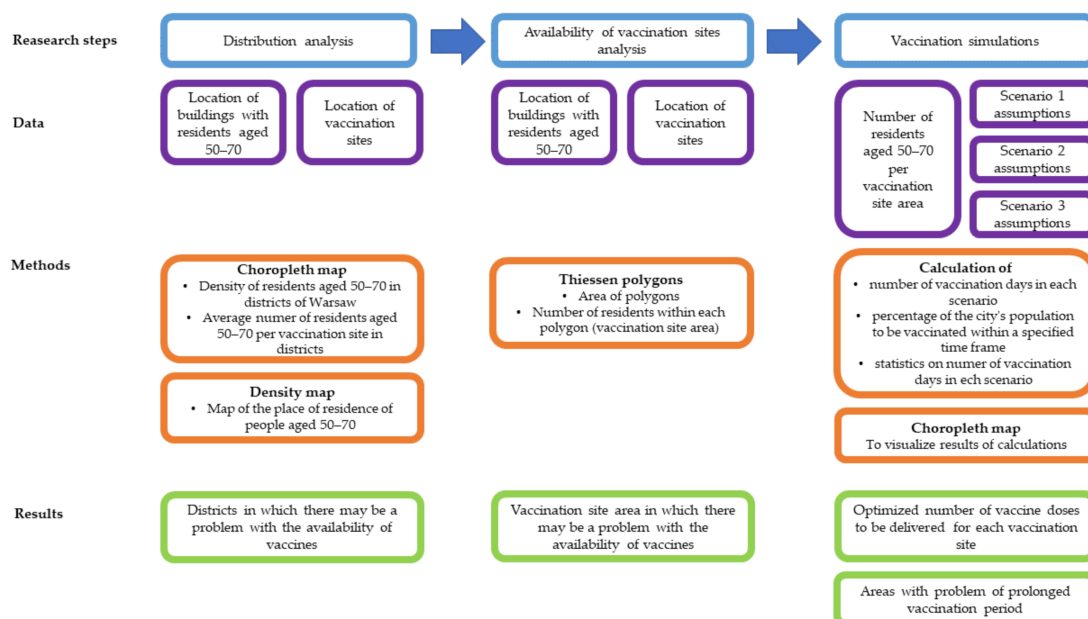 Reasearch steps
Distribution analysis
Availability of vaccination sites
analysis
Vaccination simulations
Data
Location of
buildings with
residents aged
50–70
Location of
vaccination
sites
Location of
buildings with
residents aged
50–70
Location of
vaccination
sites
Number of
residents
aged 50–70
per
vaccination
site area
Scenario 1
assumptions
Scenario 2
assumptions
Scenario 3
assumptions
Methods
Choropleth map
• Density of residents aged 50–70 in
districts of Warsaw
• Average numer of residents aged
50–70 per vaccination site in
districts
Density map
• Map of the place of residence of
people aged 50–70
Thiessen polygons
• Area of polygons
• Number of residents within each
polygon (vaccination site area)
Calculation of
• number of vaccination days in each
scenario
• percentage of the city's population
to be vaccinated within a specified
time frame
• statistics on numer of vaccination
days in ech scenario
Choropleth map
To visualize results of calculations
Results
Districts in which there may be a
problem with the availability of
vaccines
Vaccination site area in which there
may be a problem with the
availability of vaccines
Optimized number of vaccine doses
to be delivered for each vaccination
site
Areas with problem of prolonged
vaccination period